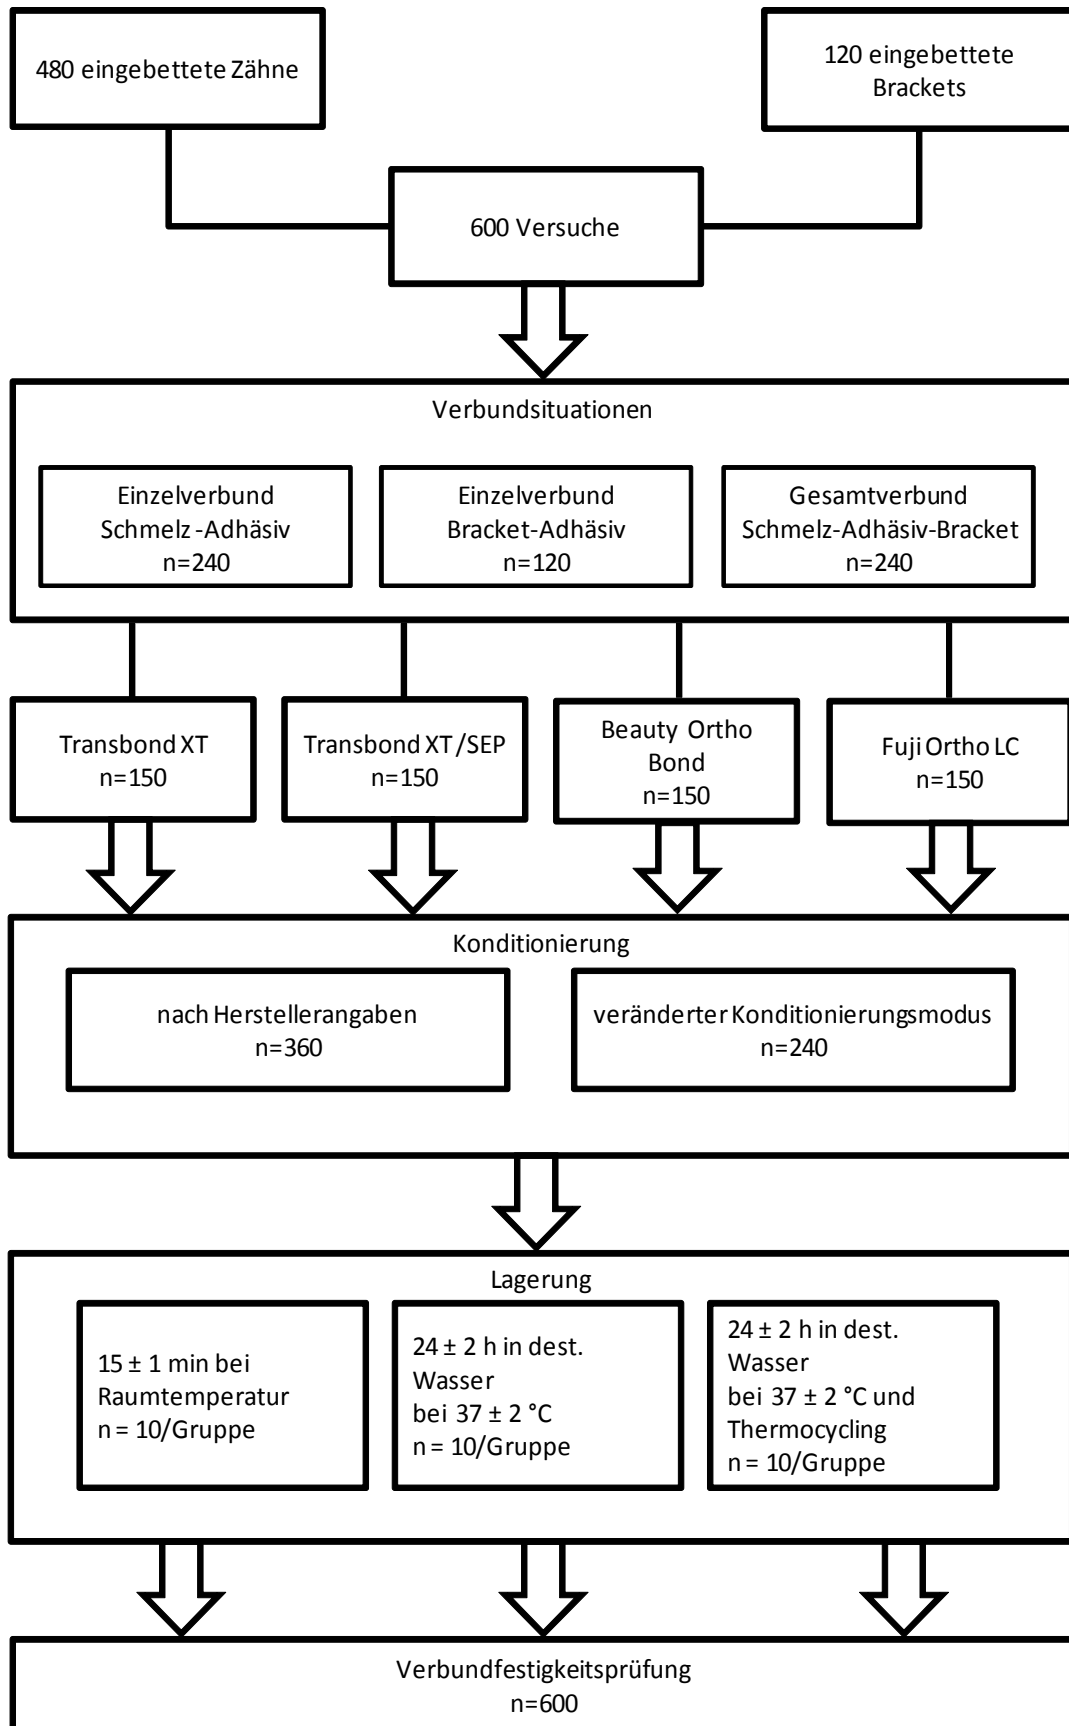 480 eingebettete Zähne
120 eingebettete
Brackets
600 Versuche
Verbundsituationen
Einzelverbund
Schmelz-Adhäsiv
n=240
Einzelverbund
Bracket-Adhäsiv
n=120
Gesamtverbund
Schmelz-Adhäsiv-Bracket
n=240
Transbond XT
n=150
Transbond XT/SEP
n=150
Beauty Ortho
Bond
n=150
Fuji Ortho LC
n=150
Konditionierung
nach Herstellerangaben
n=360
veränderter Konditionierungsmodus
n=240
Lagerung
15 ± 1 min bei
Raumtemperatur
n = 10/Gruppe
24 ± 2 h in dest.
Wasser
bei 37 ± 2 °C
n = 10/Gruppe
24 ± 2 h in dest.
Wasser
bei 37 ± 2 °C und
Thermocycling
n = 10/Gruppe
Verbundfestigkeitsprüfung
n=600